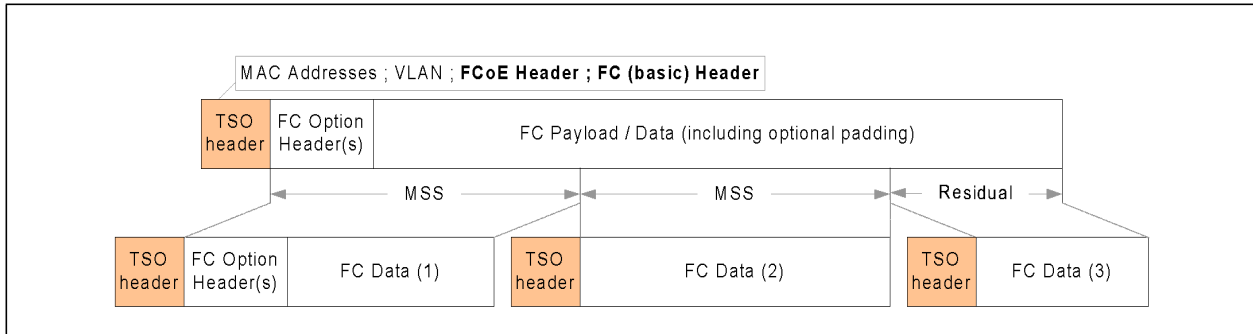 MAC Addresses ; VLAN ; FCoE Header ; FC (basic) Header
TSO
header
FC Option
Header(s)
FC Payload / Data (including optional padding)
MSS
MSS
Residual
TSO
header
FC Option
Header(s)
FC Data (1)
TSO
header
FC Data (2)
TSO
header
FC Data (3)